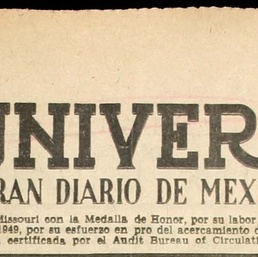 UNIVER
RAN DIARIO DE MEX
Missouri con la Medalla de Honor, por su labor
1949, por su esfuerzo en pro del acercamiento d
certificada por el Audit Bureau of Circulati